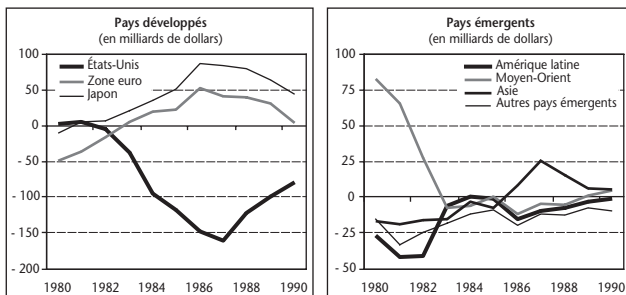 Pays développés
(en milliards de dollars)
100
50
0
- 50
- 100
- 150
- 200
États-Unis
Zone euro
Japon
1980 1982 1984 1986 1988 1990
Pays émergents
(en milliards de dollars)
100
75
50
25
0
- 25
- 50
Amérique latine
Moyen-Orient
Asie
Autres pays émergents
1980 1982 1984 1986 1988 1990